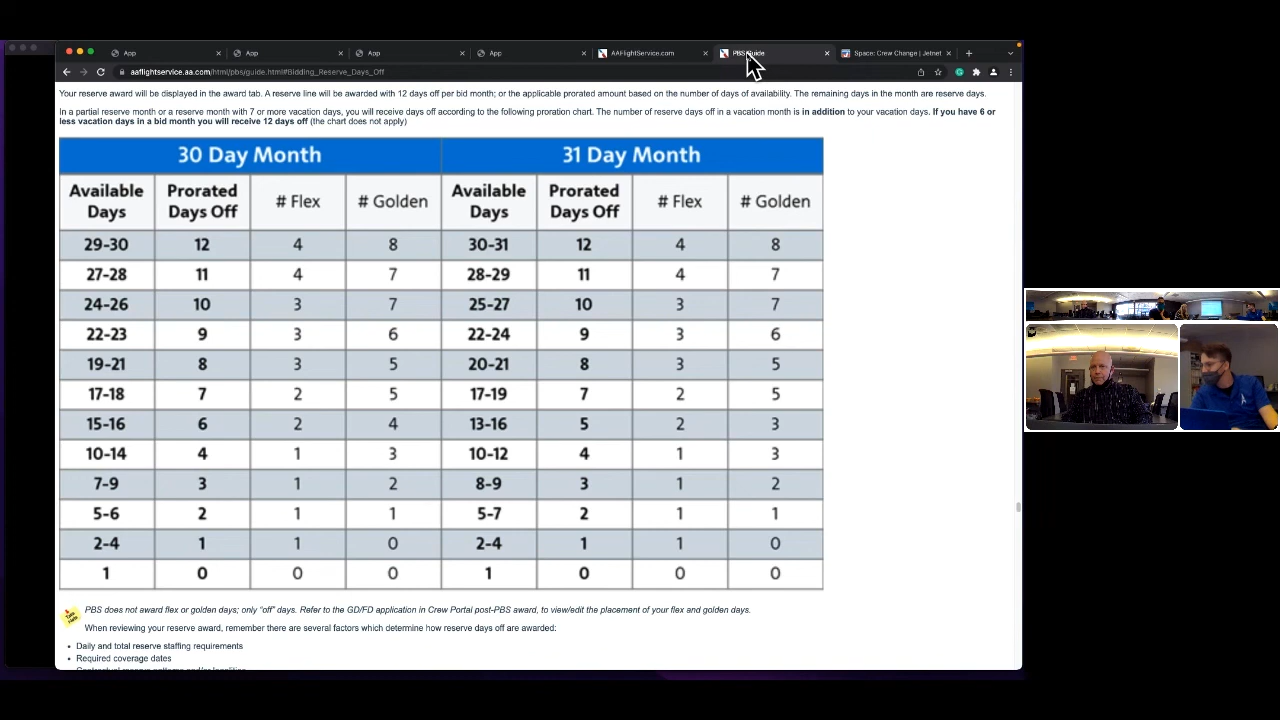 App
App
App
App
AAFlightService.com
PBS Guide
Space: Crew Change | Jetnet
aaflightservice.aa.com/html/pbs/guide.html#Bidding_Reserve_Days_Off
Your reserve award will be displayed in the award tab. A reserve line will be awarded with 12 days off per bid month; or the applicable prorated amount based on the number of days of availability. The remaining days in the month are reserve days.
In a partial reserve month or a reserve month with 7 or more vacation days, you will receive days off according to the following proration chart. The number of reserve days off in a vacation month is in addition to your vacation days. If you have 6 or
less vacation days in a bid month you will receive 12 days off (the chart does not apply)
30 Day Month 31 Day Month
Available Days Prorated Days Off # Flex # Golden Available Days Prorated Days Off # Flex # Golden
29-30 12 4 8 30-31 12 4 8
27-28 11 4 7 28-29 11 4 7
24-26 10 3 7 25-27 10 3 7
22-23 9 3 6 22-24 9 3 6
19-21 8 3 5 20-21 8 3 5
17-18 7 2 5 17-19 7 2 5
15-16 6 2 4 13-16 5 2 3
10-14 4 1 3 10-12 4 1 3
7-9 3 1 2 8-9 3 1 2
5-6 2 1 1 5-7 2 1 1
2-4 1 1 0 2-4 1 1 0
1 0 0 0 1 0 0 0
PBS does not award flex or golden days; only "off" days. Refer to the GD/FD application in Crew Portal post-PBS award, to view/edit the placement of your flex and golden days.
When reviewing your reserve award, remember there are several factors which determine how reserve days off are awarded:
• Daily and total reserve staffing requirements
• Required coverage dates